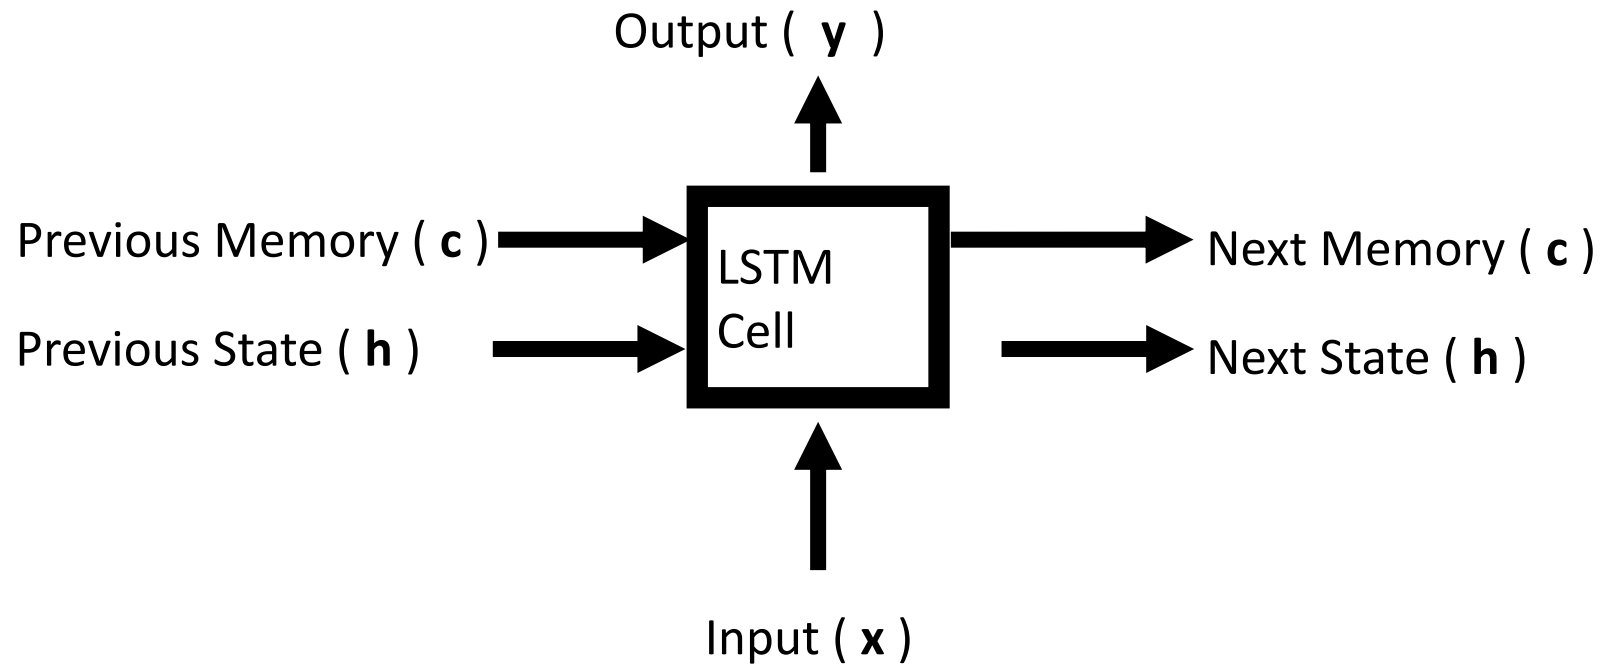 Output ( y )
Previous Memory ( c )
LSTM
Cell
Next Memory ( c )
Previous State ( h )
Next State ( h )
Input ( x )